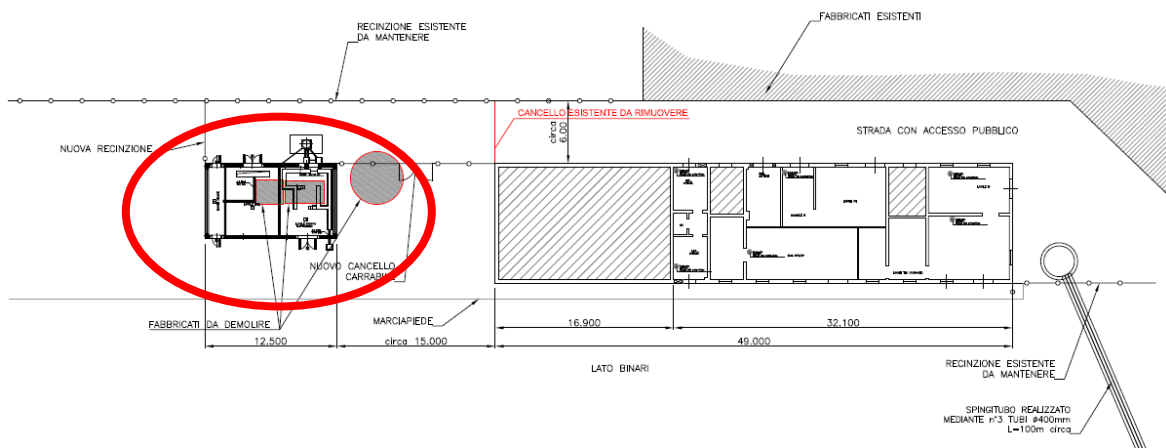 FABBRICATI ESISTENTI
RECINZIONE ESISTENTE
DA MANTENERE
CANCELLO ESISTENTE DA RIMUOVERE
circa
6.00
STRADA CON ACCESSO PUBBLICO
NUOVA RECINZIONE
NUOVO CANCELLO
CARRABILE
FABBRICATI DA DEMOLIRE
MARCIAPIEDE
12.500
circa 15.000
16.900
32.100
49.000
LATO BINARI
RECINZIONE ESISTENTE
DA MANTENERE
SPINGITUBO REALIZZATO
MEDIANTE n°3 TUBI ø400mm
L=100m circa